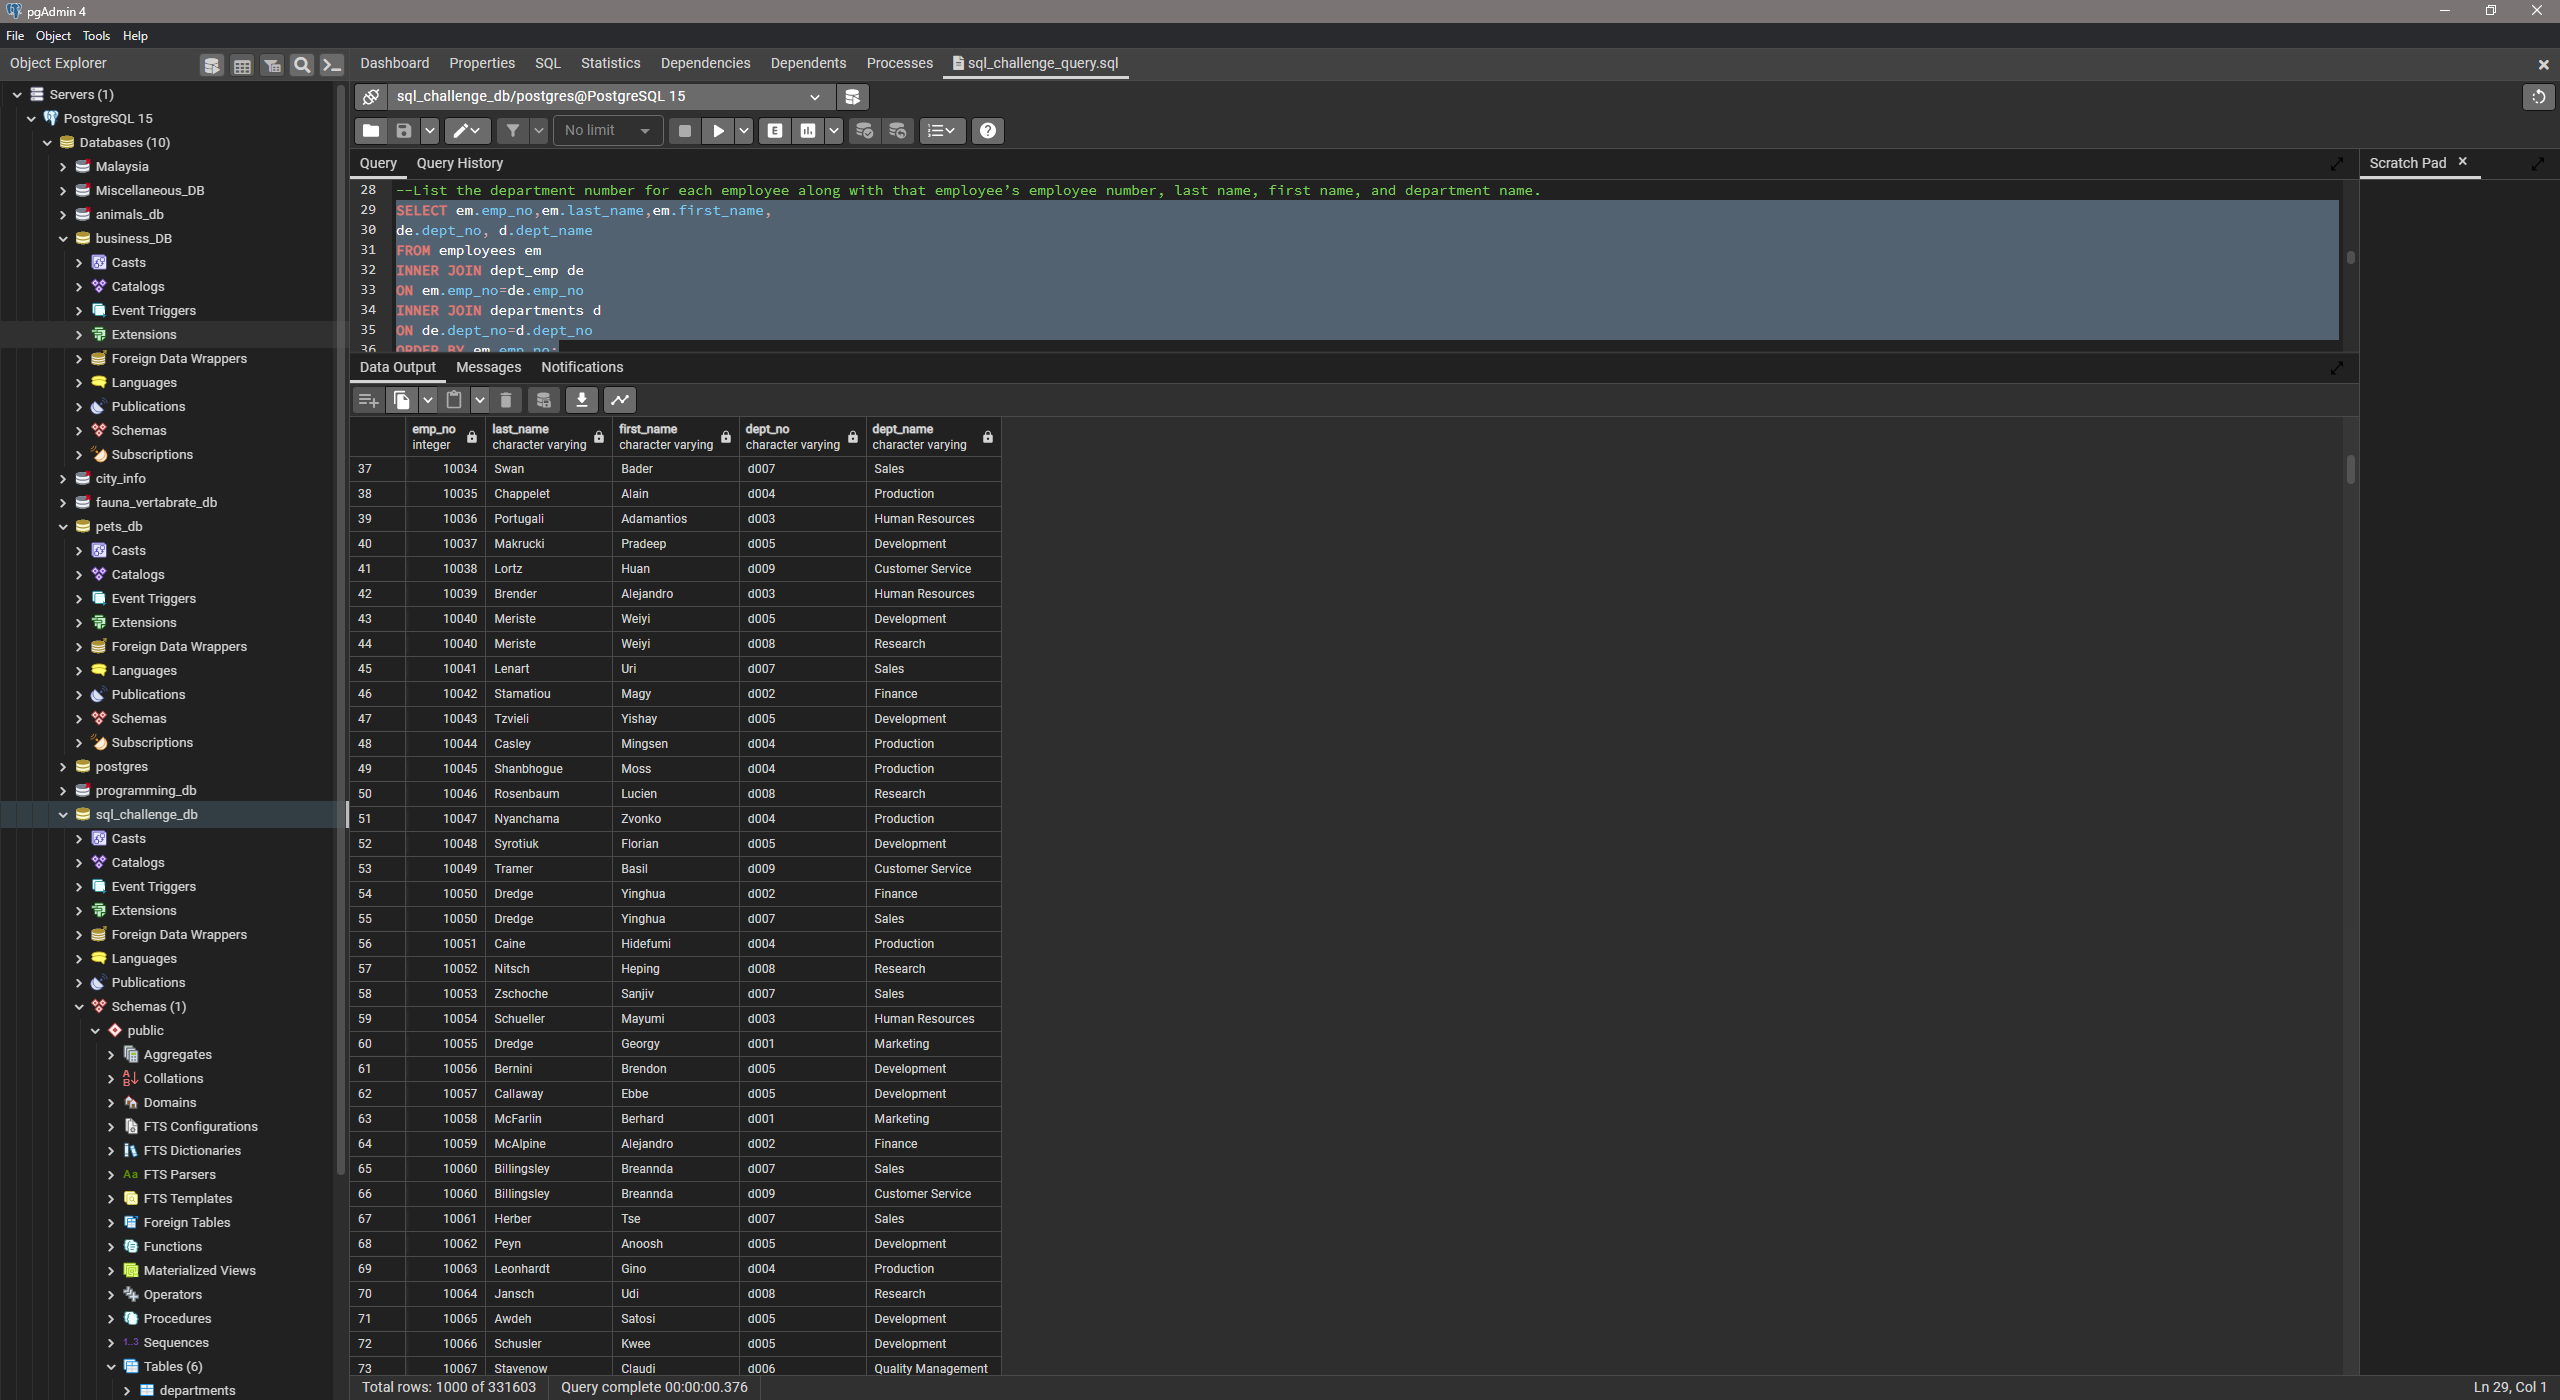 pgAdmin 4
File Object Tools Help
Object Explorer
Dashboard Properties SQL Statistics Dependencies Dependents Processes sql_challenge_query.sql
Servers (1)
PostgreSQL 15
Databases (10)
Malaysia
Miscellaneous_DB
animals_db
business_DB
Casts
Catalogs
Event Triggers
Extensions
Foreign Data Wrappers
Languages
Publications
Schemas
Subscriptions
city_info
fauna_vertabrate_db
pets_db
Casts
Catalogs
Event Triggers
Extensions
Foreign Data Wrappers
Languages
Publications
Schemas
Subscriptions
postgres
programming_db
sql_challenge_db
Casts
Catalogs
Event Triggers
Extensions
Foreign Data Wrappers
Languages
Publications
Schemas (1)
public
Aggregates
Collations
Domains
FTS Configurations
FTS Dictionaries
Aa FTS Parsers
FTS Templates
Foreign Tables
Functions
Materialized Views
Operators
Procedures
1..3 Sequences
Tables (6)
departments
sql_challenge_db/postgres@PostgreSQL 15
No limit
E
Query Query History
Scratch Pad
28 --List the department number for each employee along with that employee’s employee number, last name, first name, and department name.
29 SELECT em.emp_no,em.last_name,em.first_name,
30 de.dept_no, d.dept_name
31 FROM employees em
32 INNER JOIN dept_emp de
33 ON em.emp_no=de.emp_no
34 INNER JOIN departments d
35 ON de.dept_no=d.dept_no
36 ORDER BY em.emp_no;
Data Output Messages Notifications
emp_no last_name first_name dept_no dept_name
integer character varying character varying character varying character varying
37 10034 Swan Bader d007 Sales
38 10035 Chappelet Alain d004 Production
39 10036 Portugali Adamantios d003 Human Resources
40 10037 Makrucki Pradeep d005 Development
41 10038 Lortz Huan d009 Customer Service
42 10039 Brender Alejandro d003 Human Resources
43 10040 Meriste Weiyi d005 Development
44 10040 Meriste Weiyi d008 Research
45 10041 Lenart Uri d007 Sales
46 10042 Stamatiou Magy d002 Finance
47 10043 Tzvieli Yishay d005 Development
48 10044 Casley Mingsen d004 Production
49 10045 Shanbhogue Moss d004 Production
50 10046 Rosenbaum Lucien d008 Research
51 10047 Nyanchama Zvonko d004 Production
52 10048 Syrotiuk Florian d005 Development
53 10049 Tramer Basil d009 Customer Service
54 10050 Dredge Yinghua d002 Finance
55 10050 Dredge Yinghua d007 Sales
56 10051 Caine Hidefumi d004 Production
57 10052 Nitsch Heping d008 Research
58 10053 Zschoche Sanjiv d007 Sales
59 10054 Schueller Mayumi d003 Human Resources
60 10055 Dredge Georgy d001 Marketing
61 10056 Bernini Brendon d005 Development
62 10057 Callaway Ebbe d005 Development
63 10058 McFarlin Berhard d001 Marketing
64 10059 McAlpine Alejandro d002 Finance
65 10060 Billingsley Breannda d007 Sales
66 10060 Billingsley Breannda d009 Customer Service
67 10061 Herber Tse d007 Sales
68 10062 Peyn Anoosh d005 Development
69 10063 Leonhardt Gino d004 Production
70 10064 Jansch Udi d008 Research
71 10065 Awdeh Satosi d005 Development
72 10066 Schusler Kwee d005 Development
73 10067 Stavenow Claudi d006 Quality Management
Total rows: 1000 of 331603 Query complete 00:00:00.376 Ln 29, Col 1